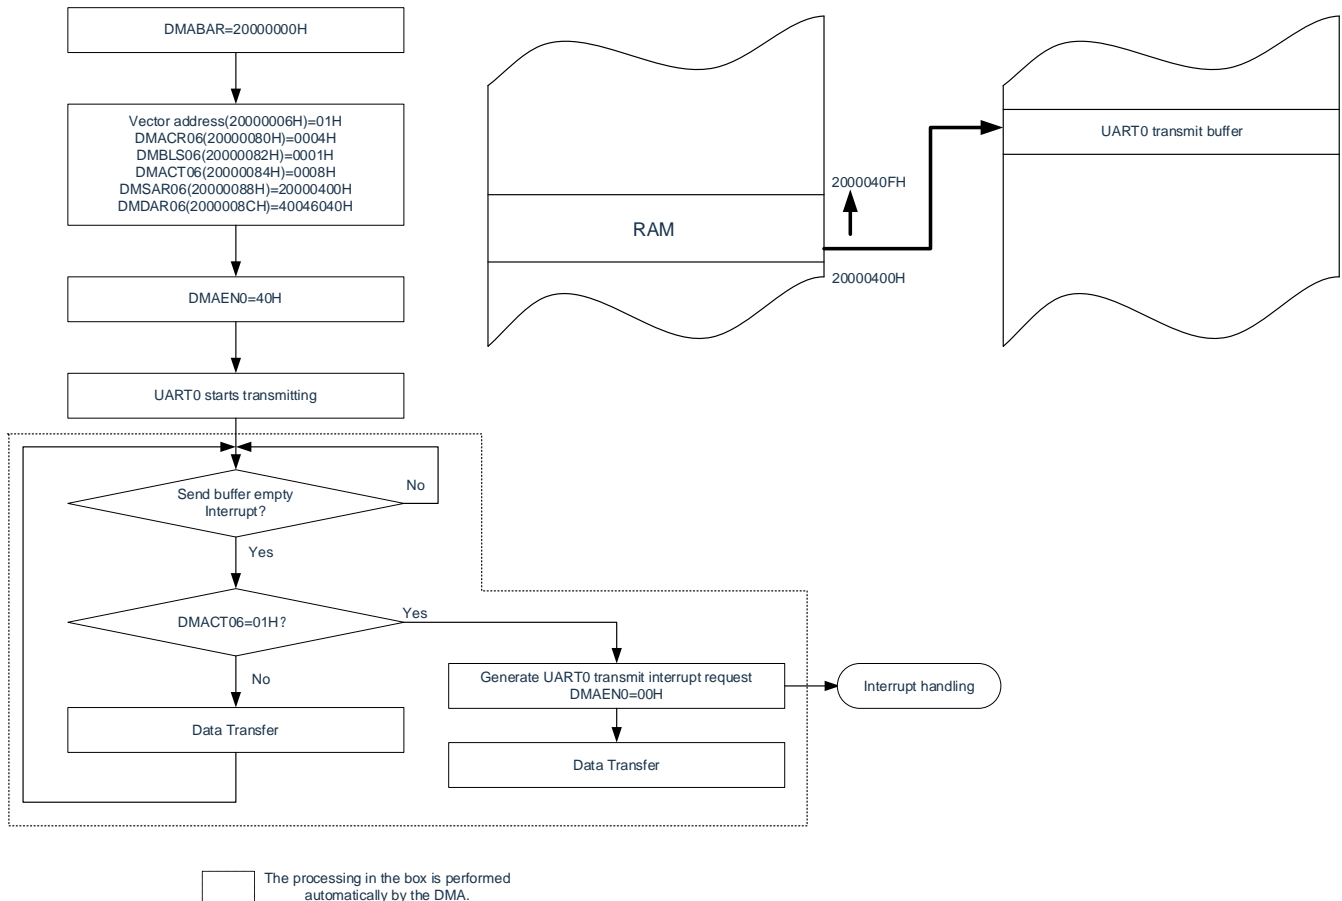 DMABAR=20000000H
Vector address(20000006H)=01H
DMACR06(20000080H)=0004H
DMBLS06(20000082H)=0001H
DMACT06(20000084H)=0008H
DMSAR06(20000088H)=20000400H
DMDAR06(2000008CH)=40046040H
DMAEN0=40H
UART0 starts transmitting
Send buffer empty
Interrupt?
No
Yes
DMACT06=01H?
Yes
No
Data Transfer
Generate UART0 transmit interrupt request
DMAEN0=00H
Data Transfer
Interrupt handling
RAM
2000040FH
20000400H
UART0 transmit buffer
The processing in the box is performed
automatically by the DMA.